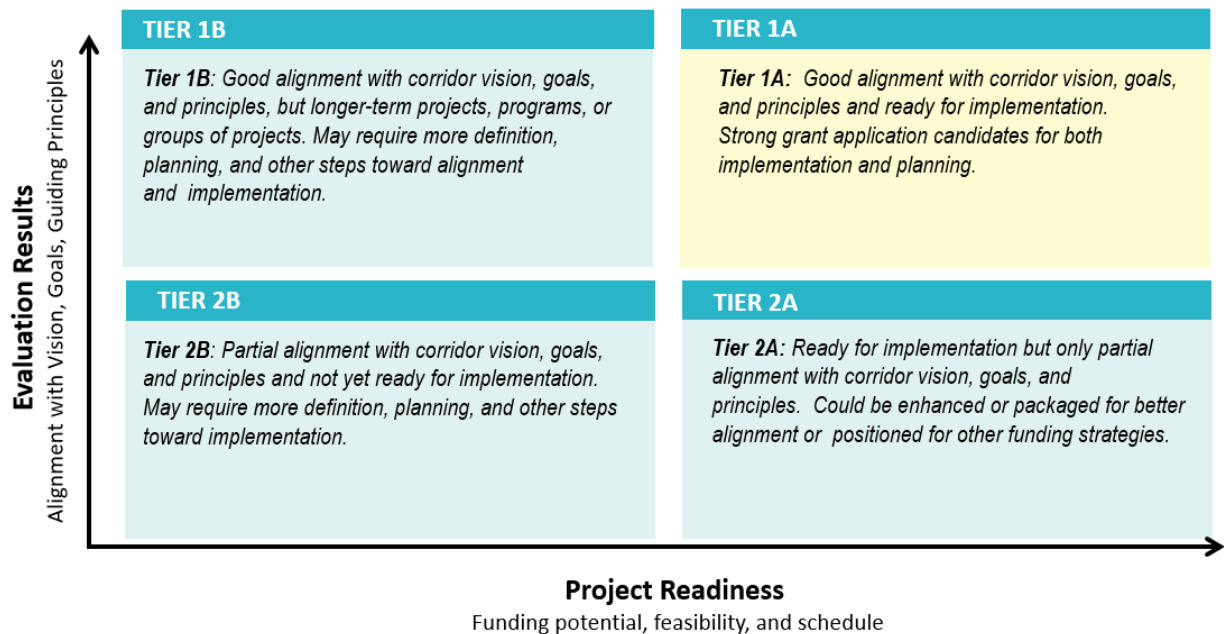 TIER 1B
Tier 1B: Good alignment with corridor vision, goals,
and principles, but longer-term projects, programs, or
groups of projects. May require more definition,
planning, and other steps toward alignment
and implementation.
TIER 1A
Tier 1A: Good alignment with corridor vision, goals,
and principles and ready for implementation.
Strong grant application candidates for both
implementation and planning.
TIER 2B
Tier 2B: Partial alignment with corridor vision, goals,
and principles and not yet ready for implementation.
May require more definition, planning, and other steps
toward implementation.
TIER 2A
Tier 2A: Ready for implementation but only partial
alignment with corridor vision, goals, and
principles. Could be enhanced or packaged for better
alignment or positioned for other funding strategies.
Evaluation Results
Alignment with Vision, Goals, Guiding Principles
Project Readiness
Funding potential, feasibility, and schedule